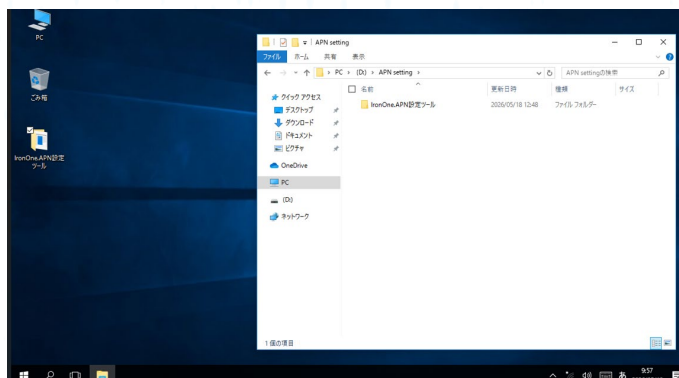 PC
ごみ箱
IronOne.APN設定
ツール
APN setting
ファイル ホーム 共有 表示
PC > (D:) > APN setting >
APN settingの検索
名前 更新日時 種類 サイズ
IronOne.APN設定ツール 2026/05/18 12:48 ファイル フォルダー
クイック アクセス
デスクトップ
ダウンロード
ドキュメント
ピクチャ
OneDrive
PC
(D:)
ネットワーク
1 個の項目
あ
9:57